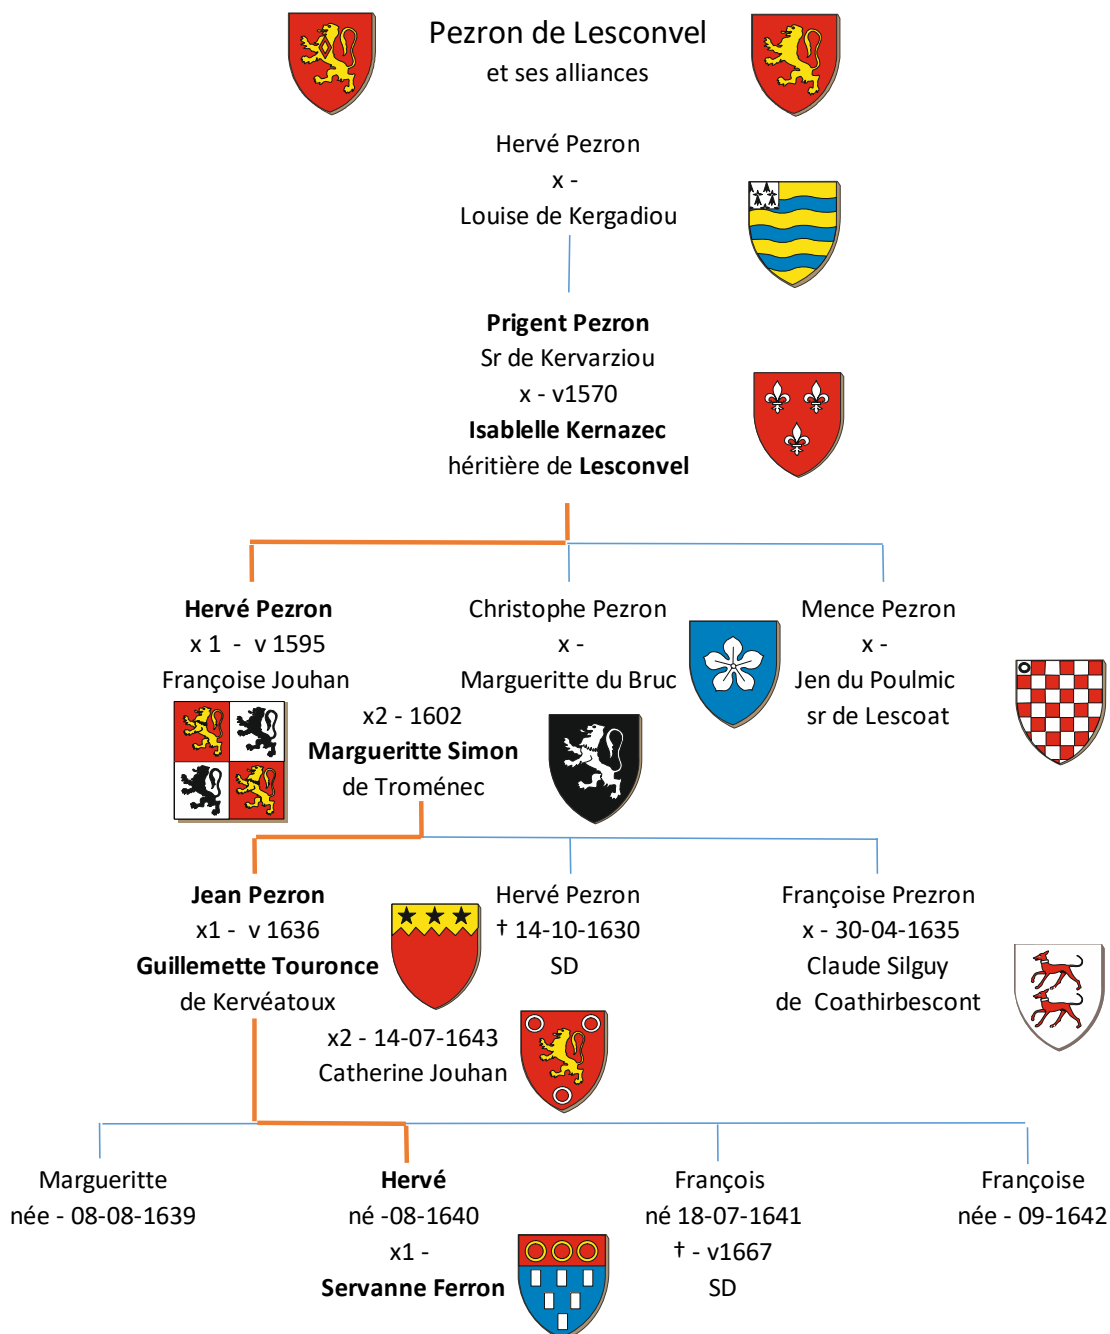 Pezron de Lesconvel
et ses alliances
Hervé Pezron
x -
Louise de Kergadiou
Prigent Pezron
Sr de Kervarziou
x - v1570
Isablelle Kernazec
héritière de Lesconvel
Hervé Pezron
x 1 - v 1595
Françoise Jouhan
Christophe Pezron
x -
Margueritte du Bruc
Mence Pezron
x -
Jen du Poulmic
sr de Lescoat
x2 - 1602
Margueritte Simon
de Troménec
Jean Pezron
x1 - v 1636
Guillemette Touronce
de Kervéatoux
Hervé Pezron
† 14-10-1630
SD
Françoise Prezron
x - 30-04-1635
Claude Silguy
de Coathirbescont
x2 - 14-07-1643
Catherine Jouhan
Margueritte
née - 08-08-1639
Hervé
né -08-1640
x1 -
Servanne Ferron
François
né 18-07-1641
† - v1667
SD
Françoise
née - 09-1642